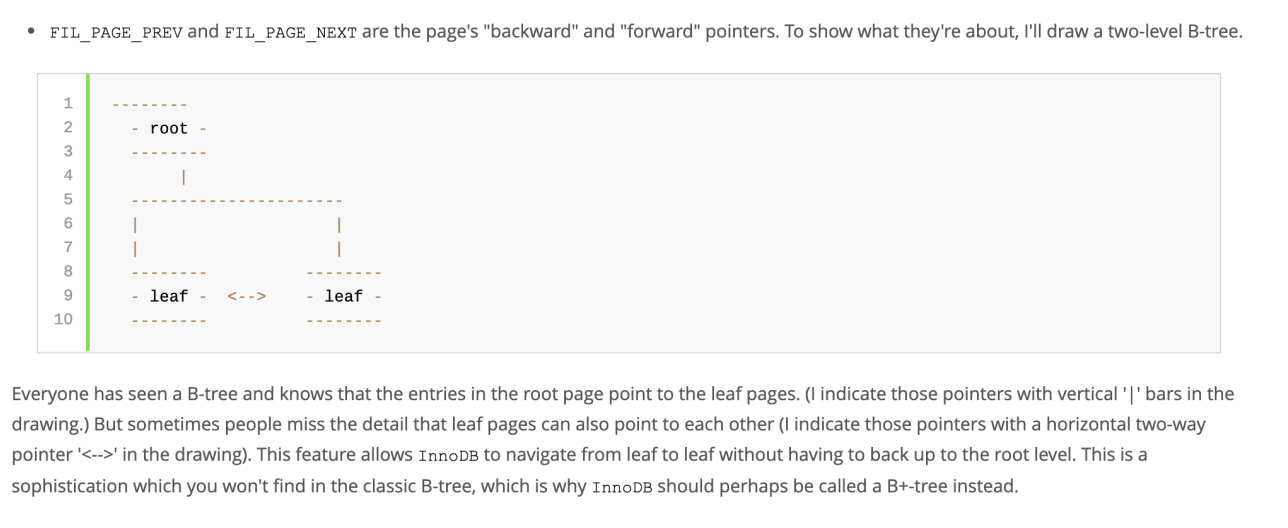 • FIL_PAGE_PREV and FIL_PAGE_NEXT are the page's "backward" and "forward" pointers. To show what they're about, I'll draw a two-level B-tree.
1 --------
2   - root -
3   --------
4        |
5   ----------------------
6   |                    |
7   |                    |
8   --------          --------
9   - leaf -  <-->    - leaf -
10  --------          --------
Everyone has seen a B-tree and knows that the entries in the root page point to the leaf pages. (I indicate those pointers with vertical '|' bars in the
drawing.) But sometimes people miss the detail that leaf pages can also point to each other (I indicate those pointers with a horizontal two-way
pointer '<-->' in the drawing). This feature allows InnoDB to navigate from leaf to leaf without having to back up to the root level. This is a
sophistication which you won't find in the classic B-tree, which is why InnoDB should perhaps be called a B+-tree instead.